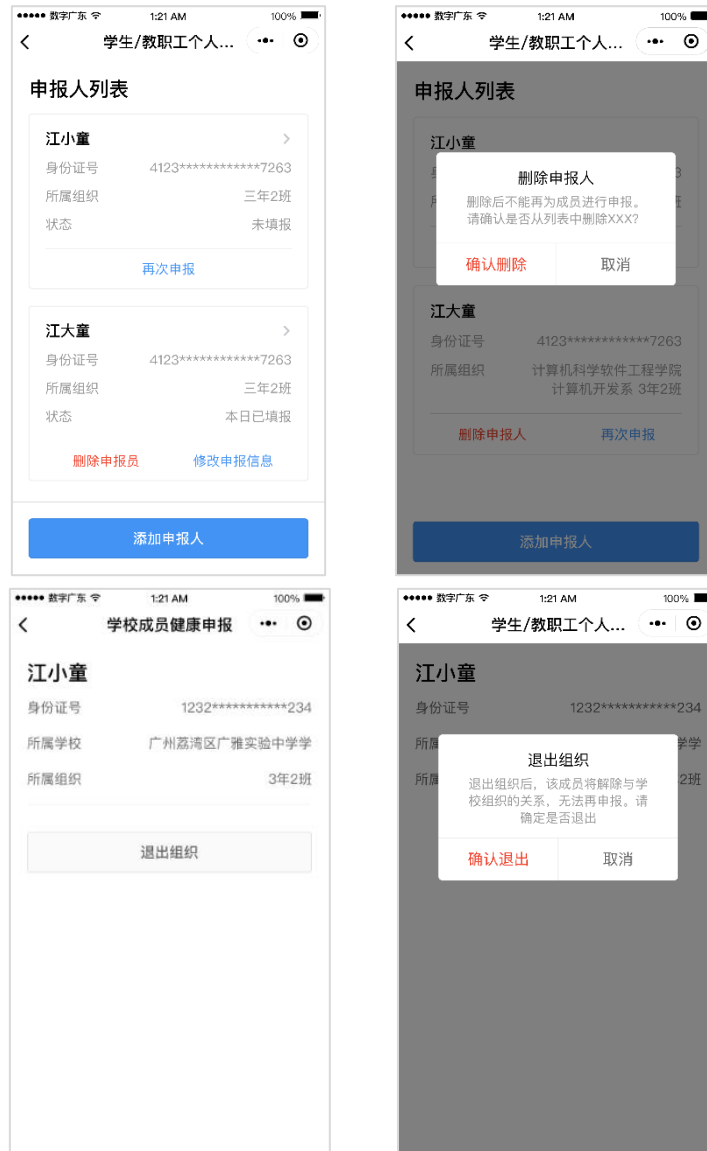 数字广东 1:21 AM 100%
学生/教职工个人...
申报人列表
江小童
身份证号 4123************7263
所属组织 三年2班
状态 未填报
再次申报
江大童
身份证号 4123************7263
所属组织 三年2班
状态 本日已填报
删除申报员 修改申报信息
添加申报人
数字广东 1:21 AM 100%
学生/教职工个人...
申报人列表
江小童
删除申报人
删除后不能再为成员进行申报。
请确认是否从列表中删除XXX?
确认删除 取消
江大童
身份证号 4123************7263
所属组织 计算机科学软件工程学院
计算机开发系 3年2班
删除申报人 再次申报
添加申报人
数字广东 1:21 AM 100%
学校成员健康申报
江小童
身份证号 1232***********234
所属学校 广州荔湾区广雅实验中学学
所属组织 3年2班
退出组织
数字广东 1:21 AM 100%
学生/教职工个人...
江小童
身份证号 1232***********234
所属 学学
所属 2班
退出组织
退出组织后，该成员将解除与学
校组织的关系，无法再申报。请
确定是否退出
确认退出 取消